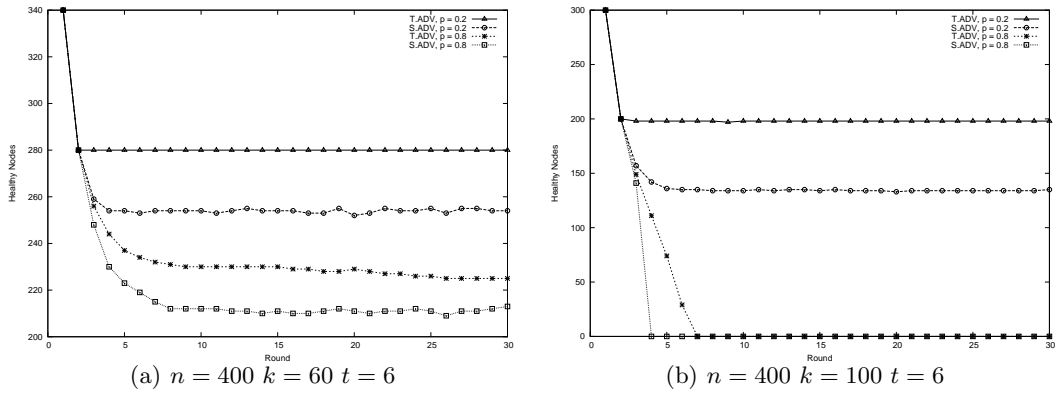 340
320
300
280
260
240
220
200
Healthy Nodes
0
5
10
15
20
25
30
Round
T.ADV, p = 0.2
S.ADV, p = 0.2
T.ADV, p = 0.8
S.ADV, p = 0.8
(a) n = 400 k = 60 t = 6
300
250
200
150
100
50
0
Healthy Nodes
0
5
10
15
20
25
30
Round
T.ADV, p = 0.2
S.ADV, p = 0.2
T.ADV, p = 0.8
S.ADV, p = 0.8
(b) n = 400 k = 100 t = 6